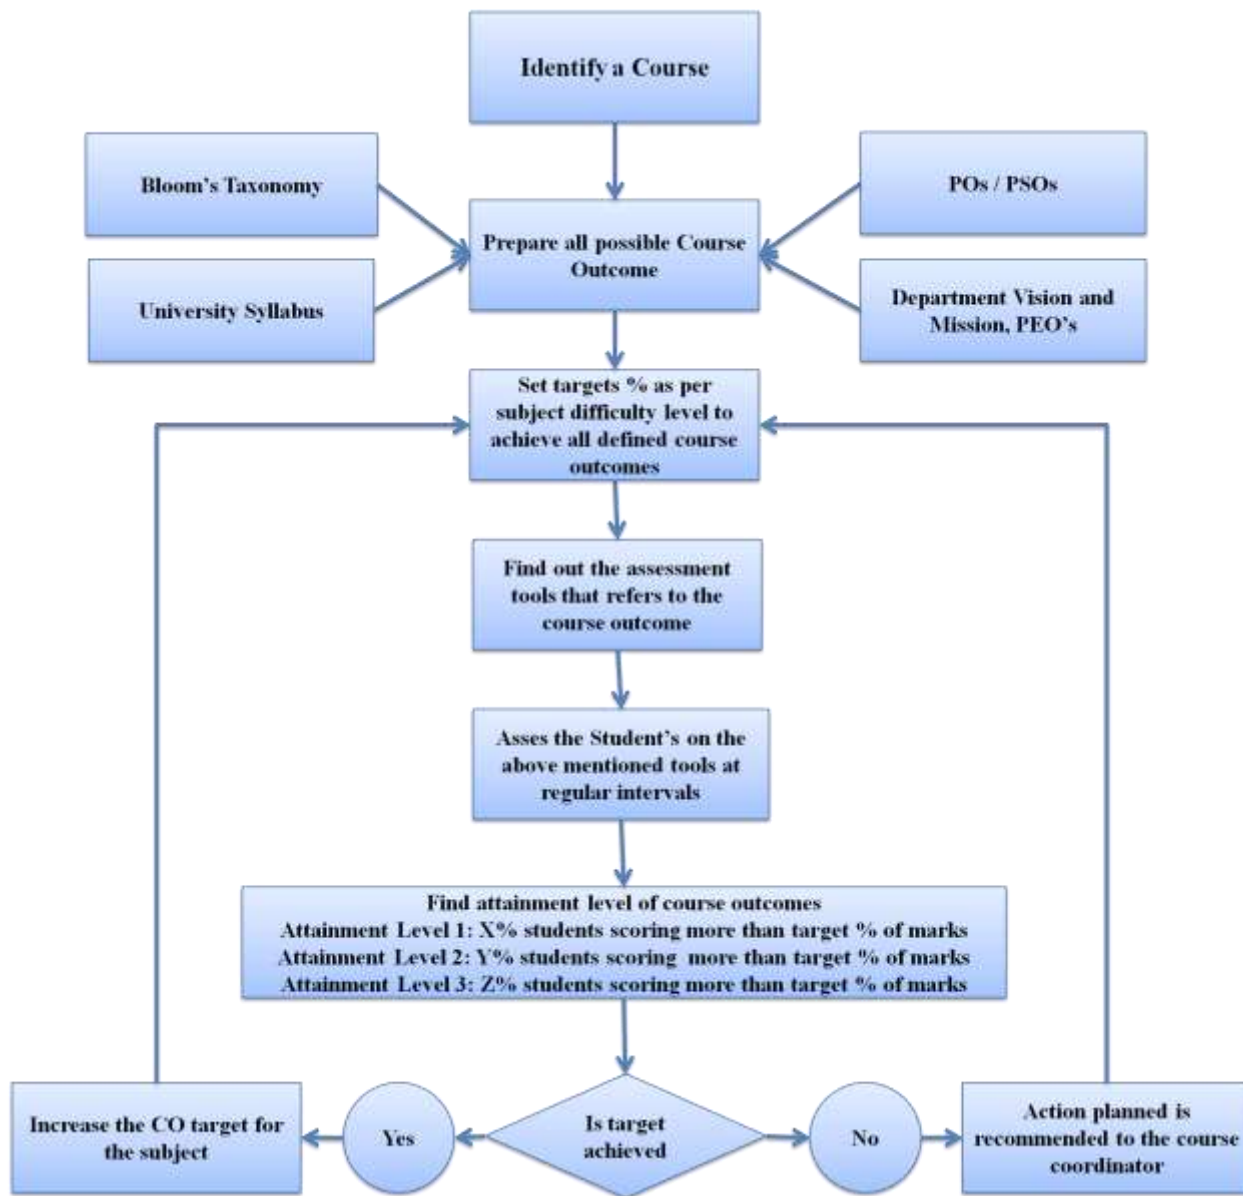 Identify a Course
Bloom's Taxonomy
POs / PSOs
Prepare all possible Course
Outcome
University Syllabus
Department Vision and
Mission, PEO's
Set targets % as per
subject difficulty level to
achieve all defined course
outcomes
Find out the assessment
tools that refers to the
course outcome
Asses the Student's on the
above mentioned tools at
regular intervals
Find attainment level of course outcomes
Attainment Level 1: X% students scoring more than target % of marks
Attainment Level 2: Y% students scoring more than target % of marks
Attainment Level 3: Z% students scoring more than target % of marks
Increase the CO target for
the subject
Yes
Is target
achieved
No
Action planned is
recommended to the course
coordinator